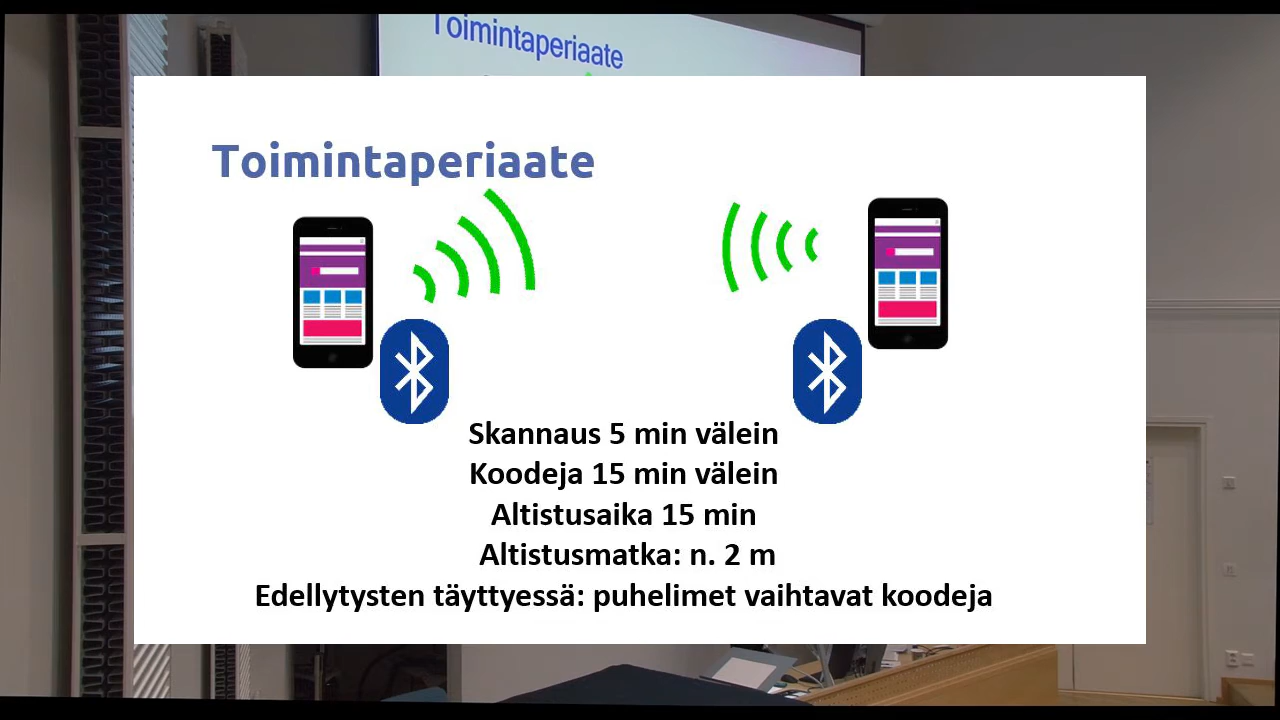 Toimintaperiaate
Toimintaperiaate
Skannaus 5 min välein
Koodeja 15 min välein
Altistusaika 15 min
Altistusmatka: n. 2 m
Edellytysten täyttyessä: puhelimet vaihtavat koodeja